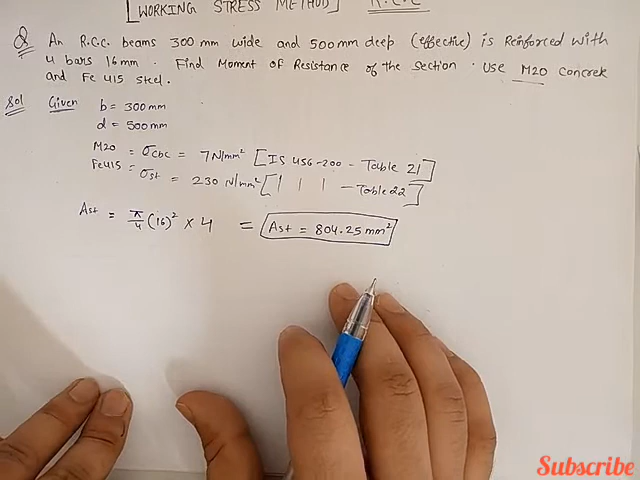 [WORKING STRESS METHOD] R.C.C
Q An R.C.C. beams 300 mm wide and 500 mm deep (effective) is Reinforced with
4 bars 16 mm. Find Moment of Resistance of the section. Use M20 Concrete
and Fe 415 steel.
Sol Given b = 300 mm
d = 500 mm
M20 = σcbc = 7 N/mm² [IS 456-200 - Table 21]
Fe415 = σst = 230 N/mm² [ | | | - Table 22]
Ast = π/4 (16)² × 4 = Ast = 804.25 mm²
Subscribe